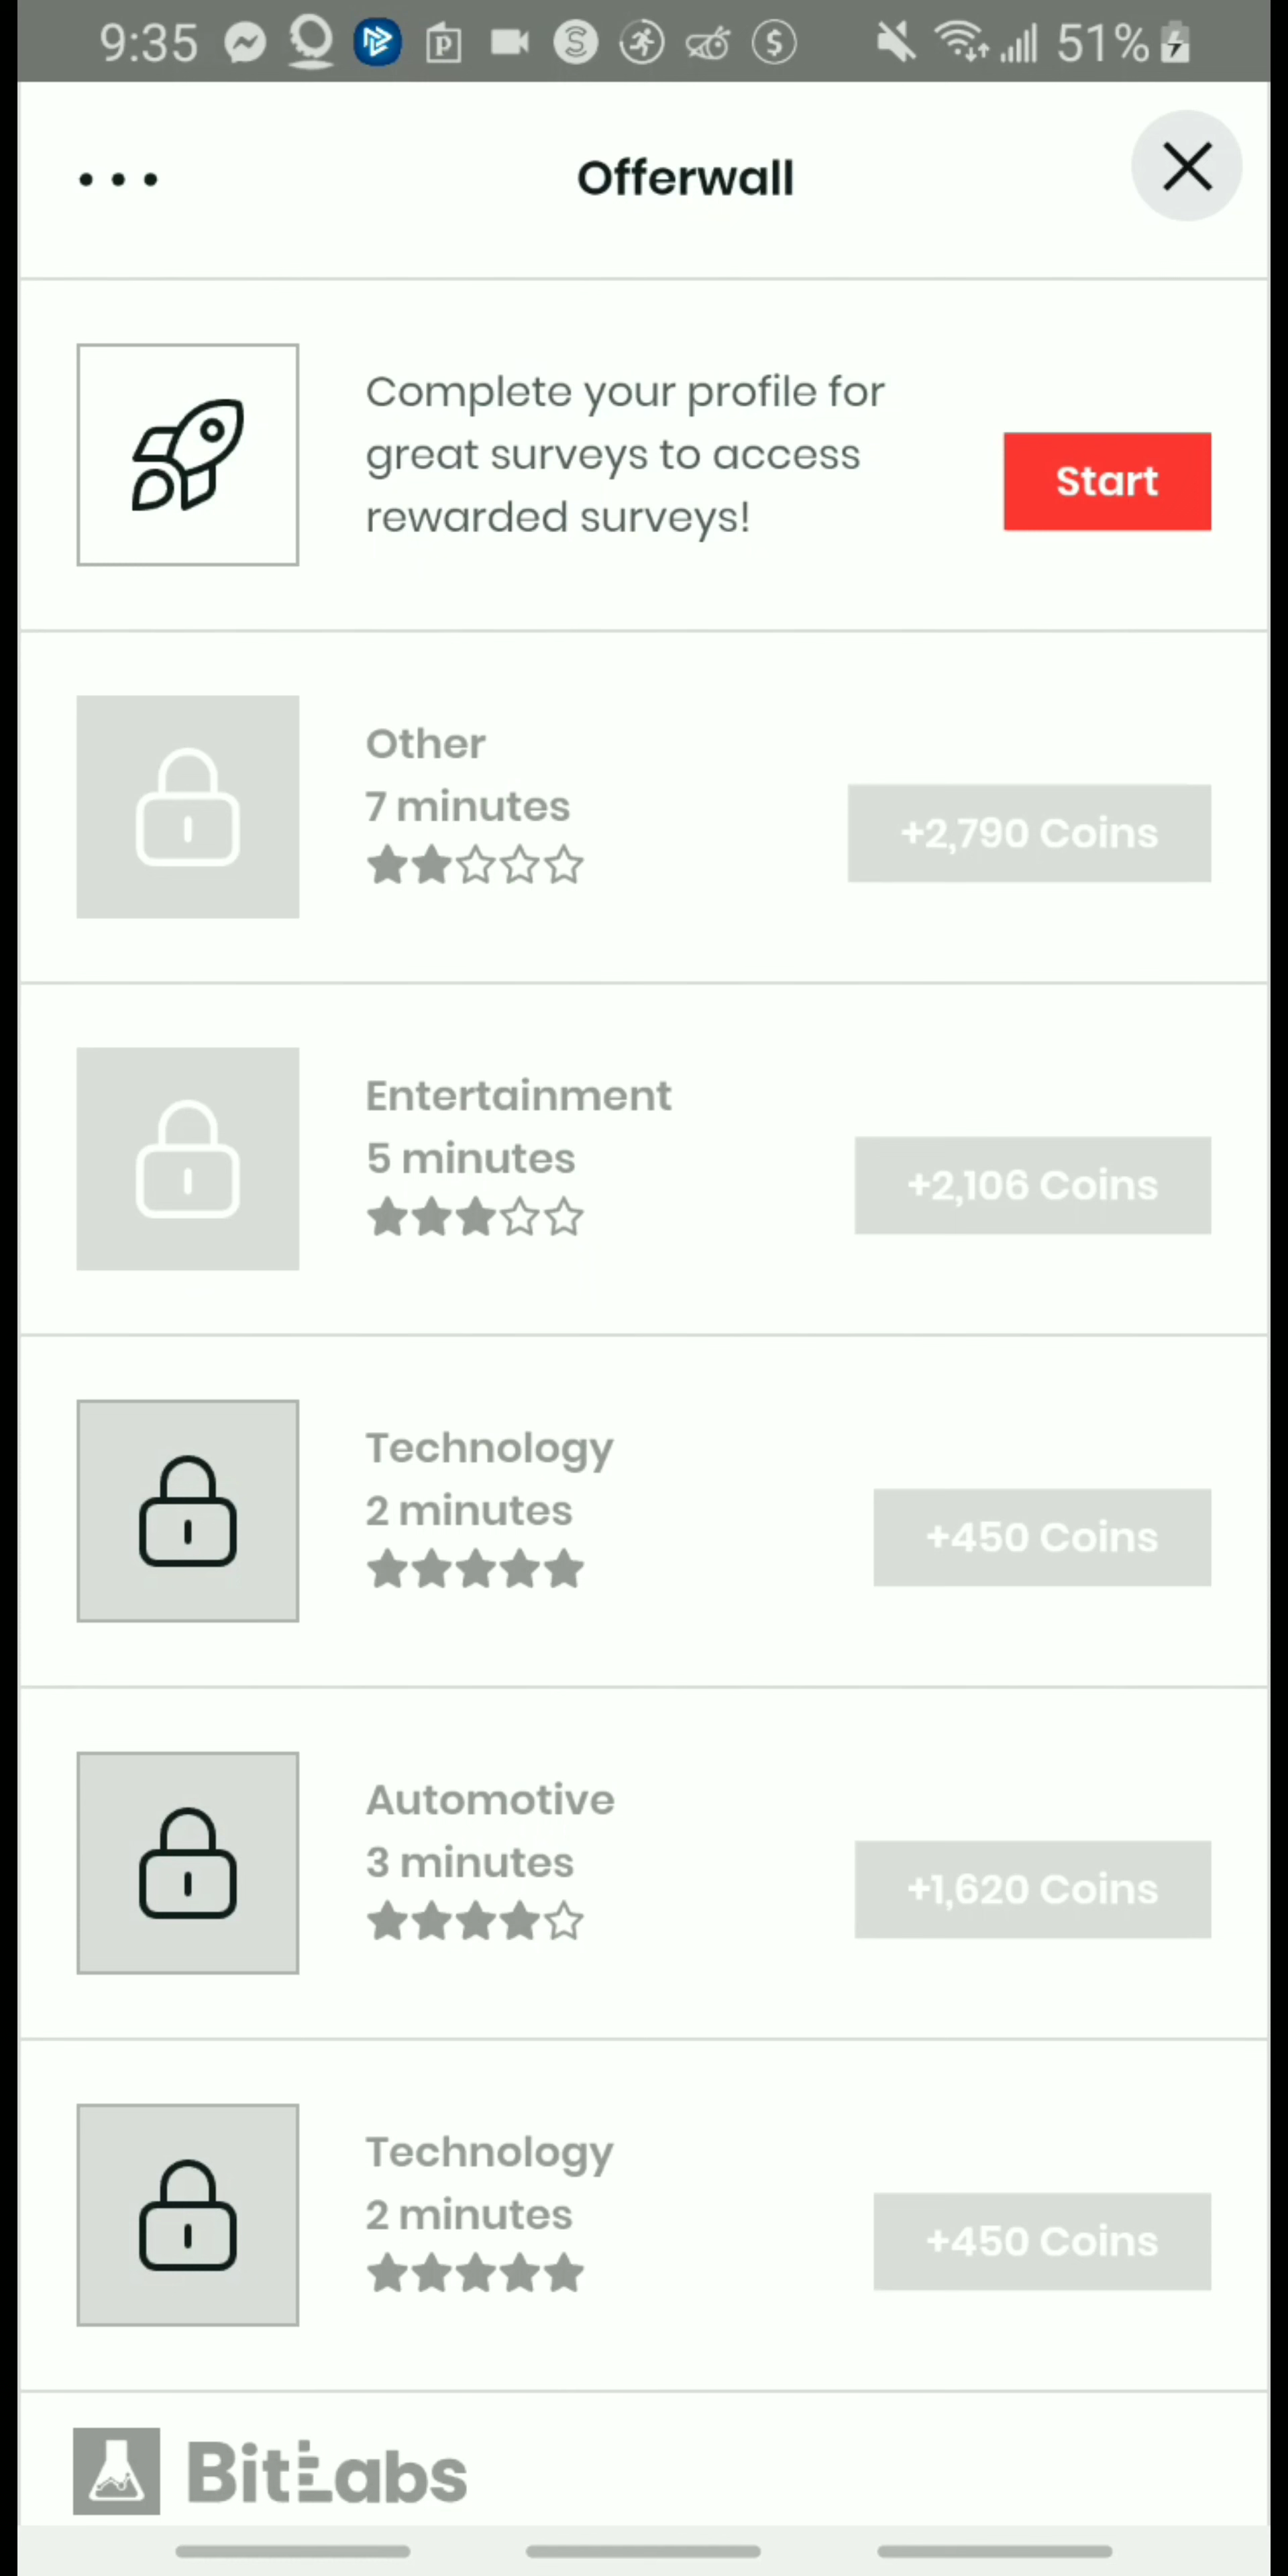 9:35
51%
Offerwall
Complete your profile for
great surveys to access
rewarded surveys!
Start
Other
7 minutes
+2,790 Coins
Entertainment
5 minutes
+2,106 Coins
Technology
2 minutes
+450 Coins
Automotive
3 minutes
+1,620 Coins
Technology
2 minutes
+450 Coins
BitLabs